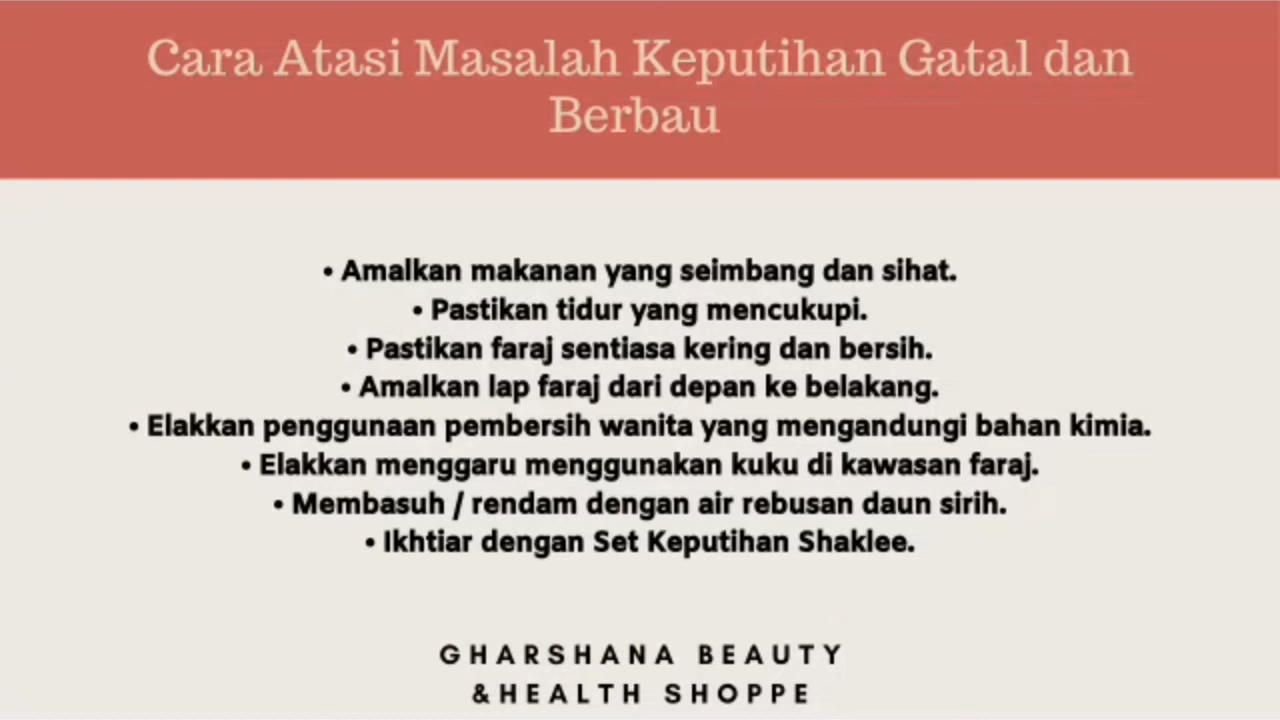 Cara Atasi Masalah Keputihan Gatal dan
Berbau
• Amalkan makanan yang seimbang dan sihat.
• Pastikan tidur yang mencukupi.
• Pastikan faraj sentiasa kering dan bersih.
• Amalkan lap faraj dari depan ke belakang.
• Elakkan penggunaan pembersih wanita yang mengandungi bahan kimia.
• Elakkan menggaru menggunakan kuku di kawasan faraj.
• Membasuh / rendam dengan air rebusan daun sirih.
• Ikhtiar dengan Set Keputihan Shaklee.
GHARSHANA BEAUTY
&HEALTH SHOPPE